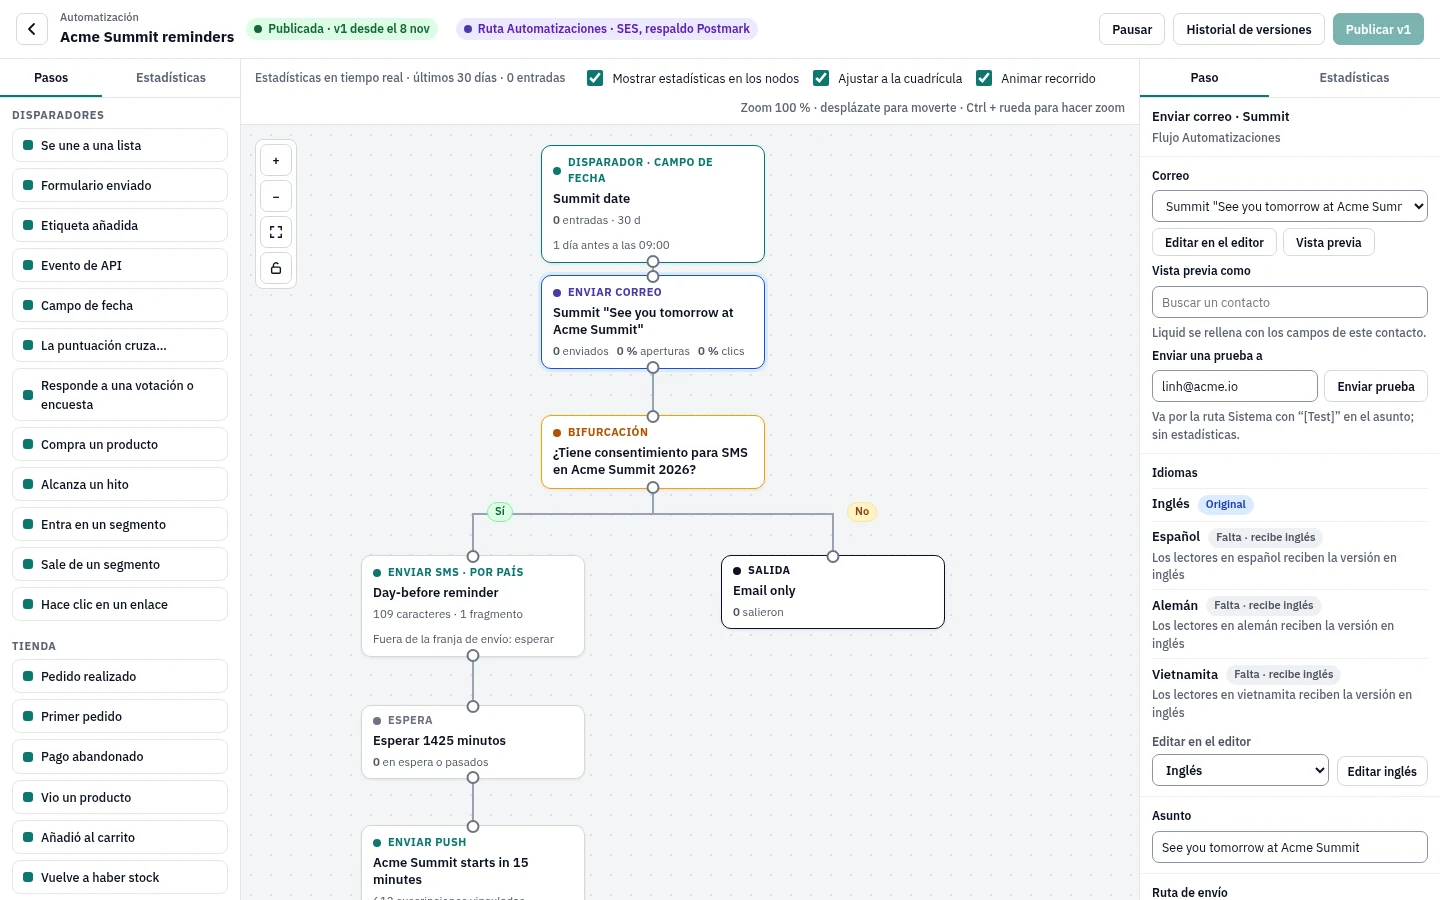 Automatización
Acme Summit reminders
Publicada · v1 desde el 8 nov
Ruta Automatizaciones · SES, respaldo Postmark
Pausar
Historial de versiones
Publicar v1
Pasos
Estadísticas
DISPARADORES
Se une a una lista
Formulario enviado
Etiqueta añadida
Evento de API
Campo de fecha
La puntuación cruza…
Responde a una votación o
encuesta
Compra un producto
Alcanza un hito
Entra en un segmento
Sale de un segmento
Hace clic en un enlace
TIENDA
Pedido realizado
Primer pedido
Pago abandonado
Vio un producto
Añadió al carrito
Vuelve a haber stock
Estadísticas en tiempo real · últimos 30 días · 0 entradas
Mostrar estadísticas en los nodos
Ajustar a la cuadrícula
Animar recorrido
Zoom 100 % · desplázate para moverte · Ctrl + rueda para hacer zoom
DISPARADOR · CAMPO DE
FECHA
Summit date
0 entradas · 30 d
1 día antes a las 09:00
ENVIAR CORREO
Summit "See you tomorrow at
Acme Summit"
0 enviados 0 % aperturas 0 % clics
BIFURCACIÓN
¿Tiene consentimiento para SMS
en Acme Summit 2026?
Sí
No
ENVIAR SMS · POR PAÍS
Day-before reminder
109 caracteres · 1 fragmento
Fuera de la franja de envío: esperar
SALIDA
Email only
0 salieron
ESPERA
Esperar 1425 minutos
0 en espera o pasados
ENVIAR PUSH
Acme Summit starts in 15
minutes
Paso
Estadísticas
Enviar correo · Summit
Flujo Automatizaciones
Correo
Summit "See you tomorrow at Acme Sumr
Editar en el editor
Vista previa
Vista previa como
Buscar un contacto
Liquid se rellena con los campos de este contacto.
Enviar una prueba a
linh@acme.io
Enviar prueba
Va por la ruta Sistema con “[Test]” en el asunto;
sin estadísticas.
Idiomas
Inglés Original
Español Falta · recibe inglés
Los lectores en español reciben la versión en
inglés
Alemán Falta · recibe inglés
Los lectores en alemán reciben la versión en
inglés
Vietnamita Falta · recibe inglés
Los lectores en vietnamita reciben la versión en
inglés
Editar en el editor
Inglés
Editar inglés
Asunto
See you tomorrow at Acme Summit
Ruta de envío